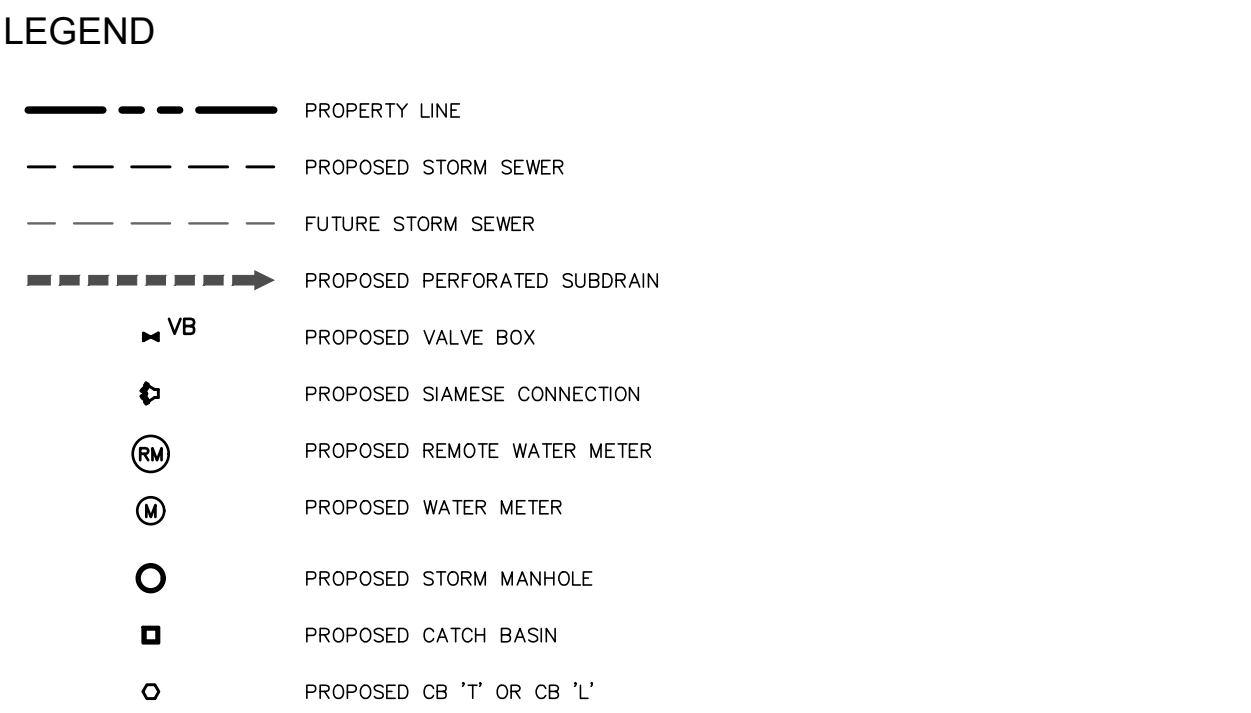 LEGEND
PROPERTY LINE
PROPOSED STORM SEWER
FUTURE STORM SEWER
PROPOSED PERFORATED SUBDRAIN
VB PROPOSED VALVE BOX
PROPOSED SIAMESE CONNECTION
RM PROPOSED REMOTE WATER METER
M PROPOSED WATER METER
PROPOSED STORM MANHOLE
PROPOSED CATCH BASIN
PROPOSED CB 'T' OR CB 'L'